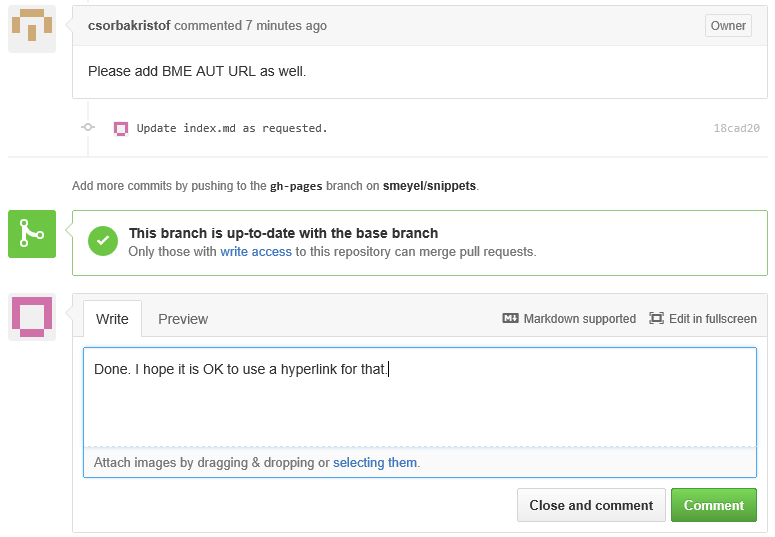 csorbakristof commented 7 minutes ago
Owner
Please add BME AUT URL as well.
Update index.md as requested.
18cad20
Add more commits by pushing to the gh-pages branch on smeyel/snippets.
This branch is up-to-date with the base branch
Only those with write access to this repository can merge pull requests.
Write
Preview
Markdown supported
Edit in fullscreen
Done. I hope it is OK to use a hyperlink for that.
Attach images by dragging & dropping or selecting them.
Close and comment
Comment